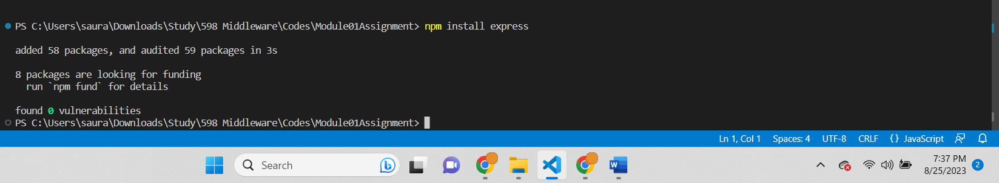 PS C:\Users\saura\Downloads\Study\598 Middleware\Codes\Module01Assignment> npm install express
added 58 packages, and audited 59 packages in 3s
8 packages are looking for funding
  run `npm fund` for details
found 0 vulnerabilities
PS C:\Users\saura\Downloads\Study\598 Middleware\Codes\Module01Assignment>
Ln 1, Col 1 Spaces: 4 UTF-8 CRLF {} JavaScript
Search
W
7:37 PM
8/25/2023
2